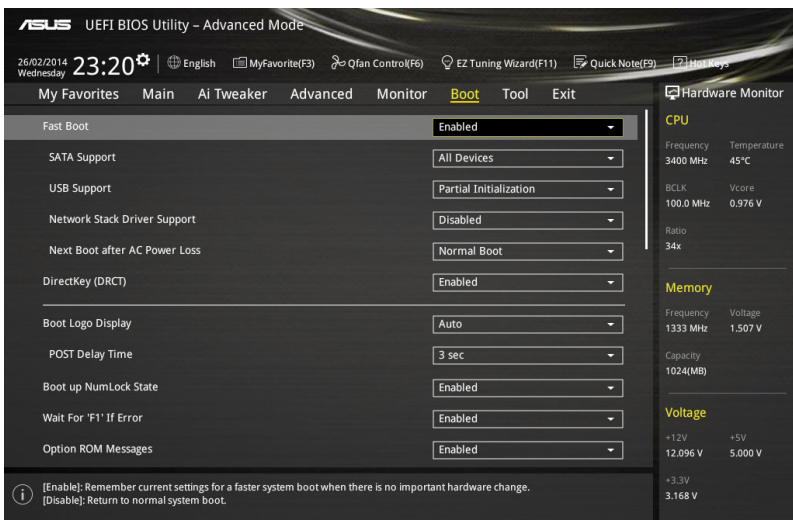 ASUS UEFI BIOS Utility – Advanced Mode
26/02/2014
Wednesday
23:20
English
MyFavorite(F3)
Qfan Control(F6)
EZ Tuning Wizard(F11)
Quick Note(F9)
Hot Keys
My Favorites Main Ai Tweaker Advanced Monitor Boot Tool Exit
Fast Boot Enabled
SATA Support All Devices
USB Support Partial Initialization
Network Stack Driver Support Disabled
Next Boot after AC Power Loss Normal Boot
DirectKey (DRCT) Enabled
Boot Logo Display Auto
POST Delay Time 3 sec
Boot up NumLock State Enabled
Wait For 'F1' If Error Enabled
Option ROM Messages Enabled
[Enable]: Remember current settings for a faster system boot when there is no important hardware change.
[Disable]: Return to normal system boot.
Hardware Monitor
CPU
Frequency Temperature
3400 MHz 45°C
BCLK Vcore
100.0 MHz 0.976 V
Ratio
34x
Memory
Frequency Voltage
1333 MHz 1.507 V
Capacity
1024(MB)
Voltage
+12V +5V
12.096 V 5.000 V
+3.3V
3.168 V